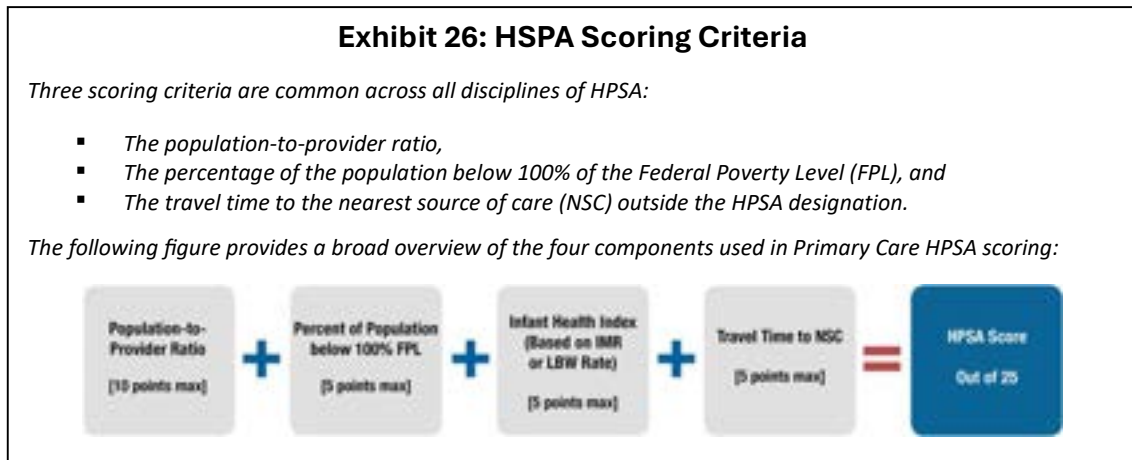 Exhibit 26: HSPA Scoring Criteria
Three scoring criteria are common across all disciplines of HPSA:
▪ The population-to-provider ratio,
▪ The percentage of the population below 100% of the Federal Poverty Level (FPL), and
▪ The travel time to the nearest source of care (NSC) outside the HPSA designation.
The following figure provides a broad overview of the four components used in Primary Care HPSA scoring:
Population-to-
Provider Ratio
[10 points max]
+
Percent of Population
below 100% FPL
[5 points max]
+
Infant Health Index
(Based on IMR
or LBW Rate)
[5 points max]
+
Travel Time to NSC
[5 points max]
=
HPSA Score
Out of 25